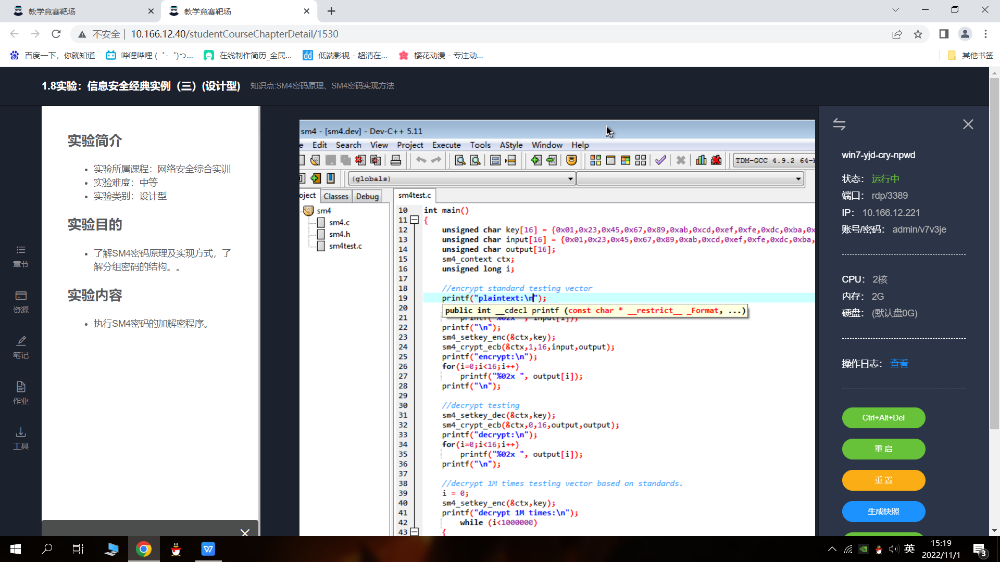 教学竞赛靶场
教学竞赛靶场
不安全
10.166.12.40/studentCourseChapterDetail/1530
百度一下，你就知道
哔哩哔哩 (゜-゜)つ...
在线制作简历_全民...
低端影视 - 超清在...
樱花动漫 - 专注动...
其他书签
1.8实验：信息安全经典实例（三）(设计型)
知识点:SM4密码原理、SM4密码实现方法
章节
资源
笔记
作业
工具
实验简介
实验所属课程：网络安全综合实训
实验难度：中等
实验类别：设计型
实验目的
了解SM4密码原理及实现方式，了
解分组密码的结构。。
实验内容
执行SM4密码的加解密程序。
sm4 - [sm4.dev] - Dev-C++ 5.11
e Edit Search View Project Execute Tools AStyle Window Help
TDM-GCC 4.9.2 64-
(globals)
oject Classes Debug
sm4test.c
sm4
sm4.c
sm4.h
sm4test.c
10 int main()
11 {
12 unsigned char key[16] = {0x01,0x23,0x45,0x67,0x89,0xab,0xcd,0xef,0xfe,0xdc,0xba,0x
13 unsigned char input[16] = {0x01,0x23,0x45,0x67,0x89,0xab,0xcd,0xef,0xfe,0xdc,0xba,
14 unsigned char output[16];
15 sm4_context ctx;
16 unsigned long i;
17
18 //encrypt standard testing vector
19 printf("plaintext:\n");
20 public int __cdecl printf (const char * __restrict__ _Format, ...)
21 printf("%02x ", input[i]);
22 printf("\n");
23 sm4_setkey_enc(&ctx,key);
24 sm4_crypt_ecb(&ctx,1,16,input,output);
25 printf("encrypt:\n");
26 for(i=0;i<16;i++)
27 printf("%02x ", output[i]);
28 printf("\n");
29
30 //decrypt testing
31 sm4_setkey_dec(&ctx,key);
32 sm4_crypt_ecb(&ctx,0,16,output,output);
33 printf("decrypt:\n");
34 for(i=0;i<16;i++)
35 printf("%02x ", output[i]);
36 printf("\n");
37
38 //decrypt 1M times testing vector based on standards.
39 i = 0;
40 sm4_setkey_enc(&ctx,key);
41 printf("decrypt 1M times:\n");
42 while (i<1000000)
43 {
win7-yjd-cry-npwd
状态： 运行中
端口： rdp/3389
IP： 10.166.12.221
账号/密码： admin/v7v3je
CPU： 2核
内存： 2G
硬盘： (默认盘0G)
操作日志： 查看
Ctrl+Alt+Del
重启
重置
生成快照
英
15:19
2022/11/1
3